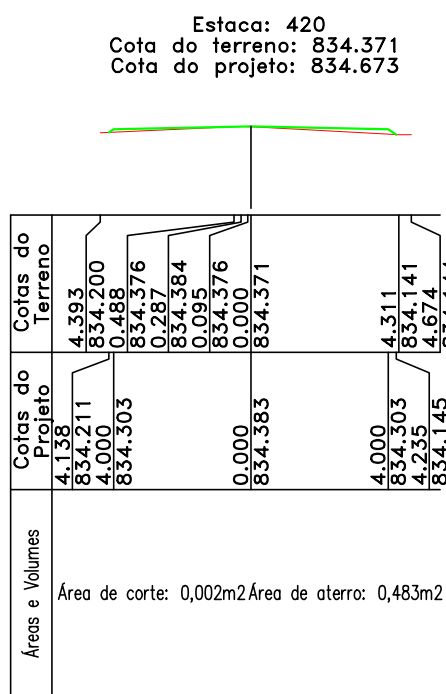 Estaca: 420
Cota do terreno: 834.371
Cota do projeto: 834.673
Cotas do
Terreno
4.393
834.200
0.488
834.376
0.287
834.384
0.095
834.376
0.000
834.371
4.311
834.141
4.674
Cotas do
Projeto
4.138
834.211
4.000
834.303
0.000
834.383
4.000
834.303
4.235
834.145
Áreas e Volumes
Área de corte: 0,002m2
Área de aterro: 0,483m2